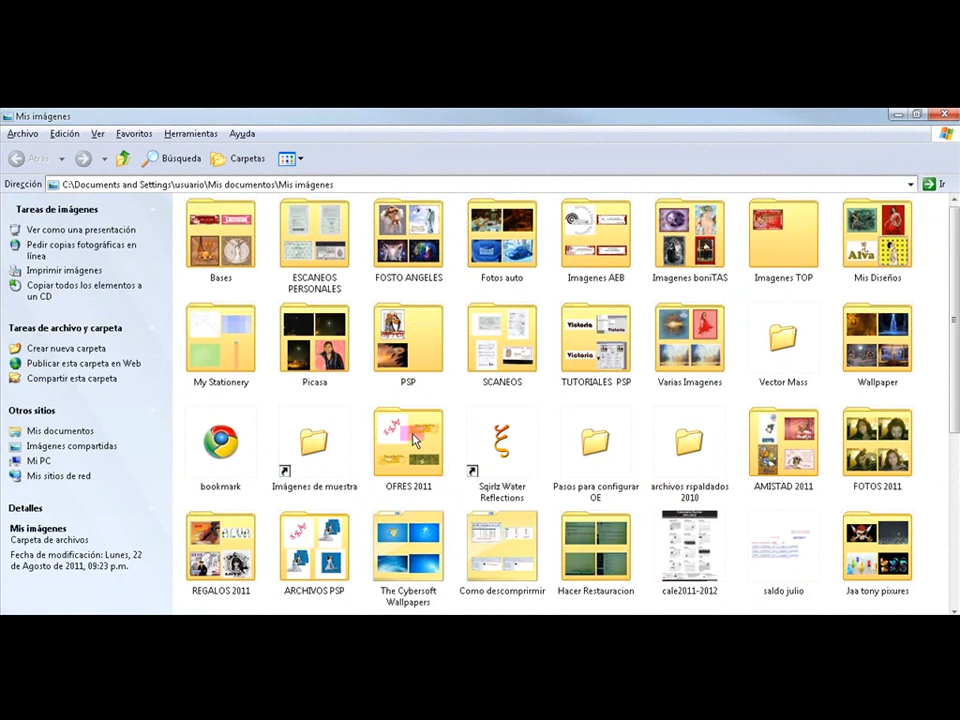 Mis imágenes
Archivo Edición Ver Favoritos Herramientas Ayuda
Atrás Búsqueda Carpetas
Dirección C:\Documents and Settings\usuario\Mis documentos\Mis imágenes Ir
Tareas de imágenes
Ver como una presentación
Pedir copias fotográficas en
línea
Imprimir imágenes
Copiar todos los elementos a
un CD
Tareas de archivo y carpeta
Crear nueva carpeta
Publicar esta carpeta en Web
Compartir esta carpeta
Otros sitios
Mis documentos
Imágenes compartidas
Mi PC
Mis sitios de red
Detalles
Mis imágenes
Carpeta de archivos
Fecha de modificación: Lunes, 22
de Agosto de 2011, 09:23 p.m.
Bases
ESCANEOS
PERSONALES
FOSTO ANGELES
Fotos auto
Imagenes AEB
Imagenes boniTAS
Imagenes TOP
Alva
Mis Diseños
My Stationery
Picasa
PSP
SCANEOS
Victoria
Victoria
TUTORIALES PSP
Varias Imagenes
Vector Mass
Wallpaper
bookmark
Imágenes de muestra
OFRES 2011
Sqirlz Water
Reflections
Pasos para configurar
OE
archivos rspaldados
2010
AMISTAD 2011
FOTOS 2011
REGALOS 2011
ARCHIVOS PSP
The Cybersoft
Wallpapers
Como descomprirmir
Hacer Restauracion
cale2011-2012
saldo julio
Jaa tony pixures